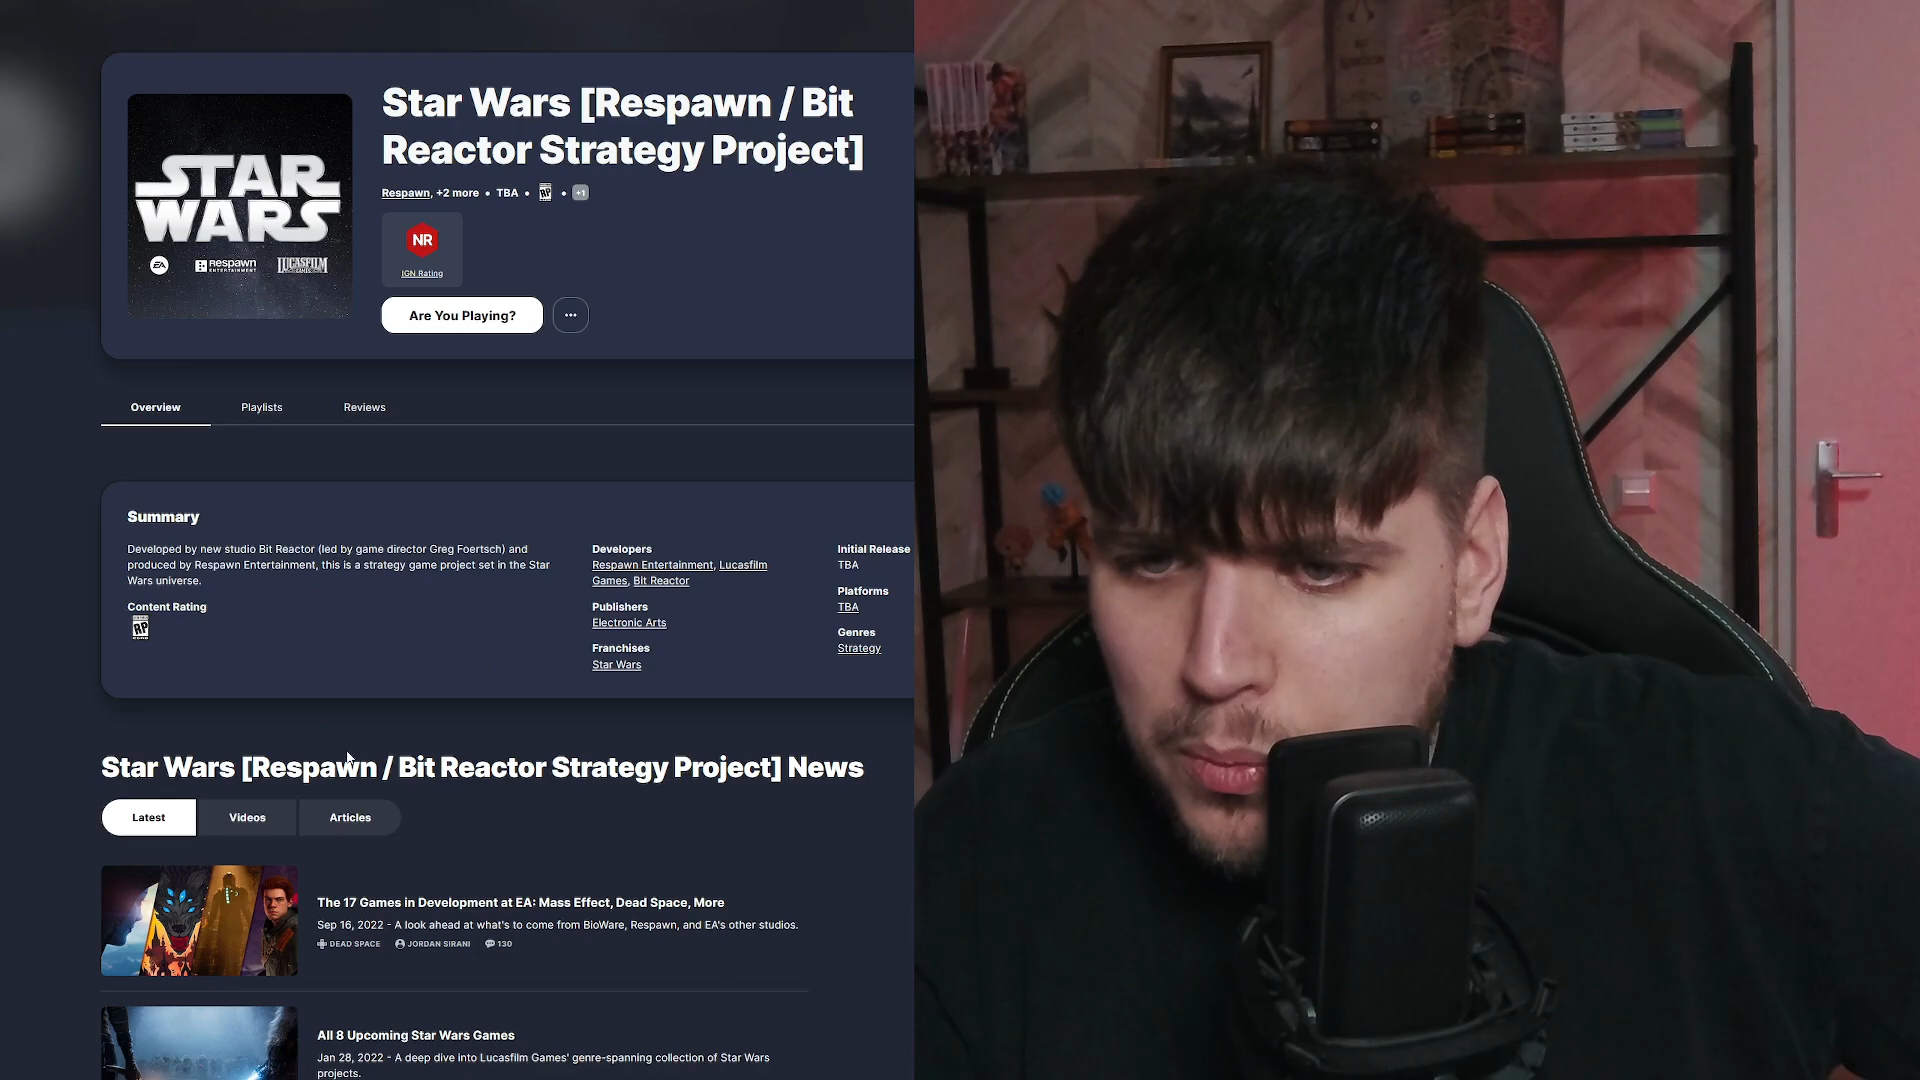 Star Wars [Respawn / Bit
Reactor Strategy Project]
Respawn, +2 more • TBA • RP • +1
NR
IGN Rating
Are You Playing?
STAR
WARS
EA
RESPAWN
ENTERTAINMENT
LUCASFILM
GAMES
Overview
Playlists
Reviews
Summary
Developed by new studio Bit Reactor (led by game director Greg Foertsch) and
produced by Respawn Entertainment, this is a strategy game project set in the Star
Wars universe.
Content Rating
RP
Developers
Respawn Entertainment, Lucasfilm
Games, Bit Reactor
Publishers
Electronic Arts
Franchises
Star Wars
Initial Release
TBA
Platforms
TBA
Genres
Strategy
Star Wars [Respawn / Bit Reactor Strategy Project] News
Latest
Videos
Articles
The 17 Games in Development at EA: Mass Effect, Dead Space, More
Sep 16, 2022 - A look ahead at what's to come from BioWare, Respawn, and EA's other studios.
DEAD SPACE
JORDAN SIRANI
130
All 8 Upcoming Star Wars Games
Jan 28, 2022 - A deep dive into Lucasfilm Games' genre-spanning collection of Star Wars
projects.